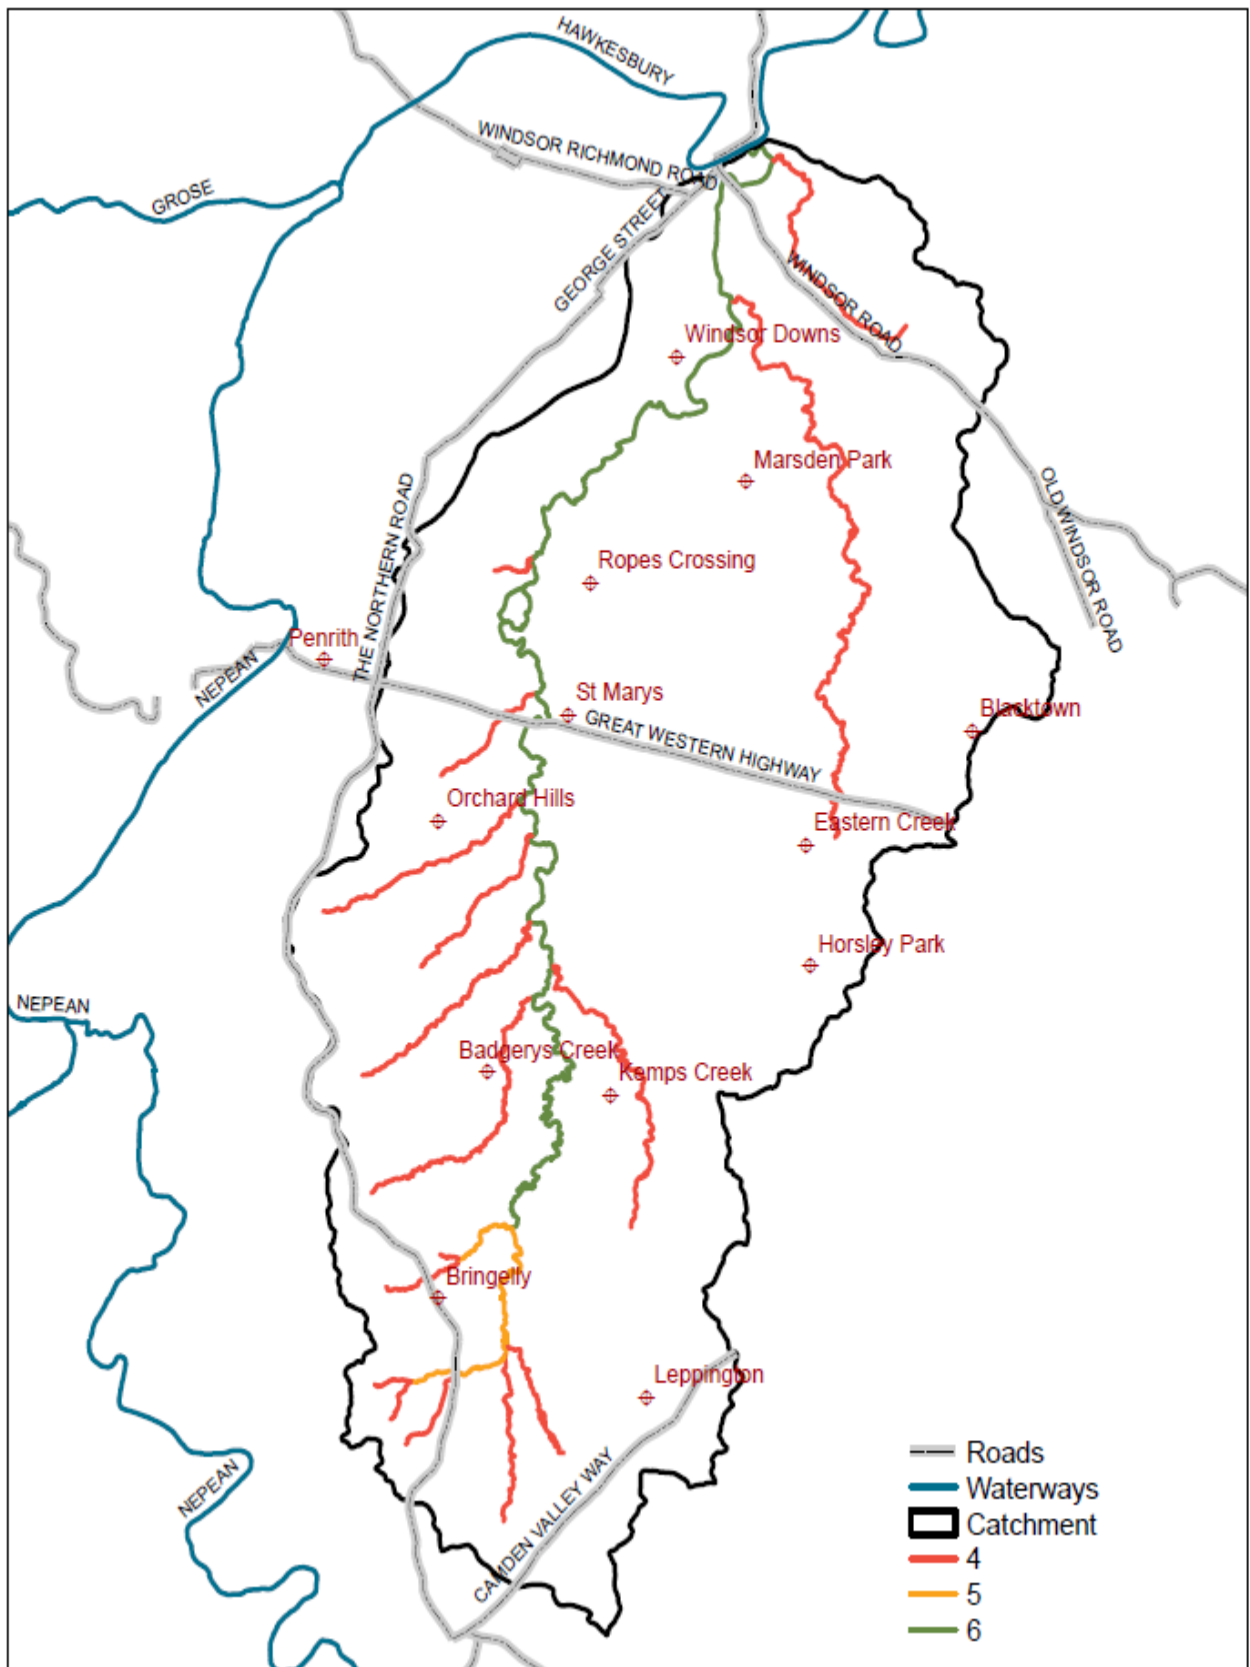 HAWKESBURY
WINDSOR RICHMOND ROAD
GROSE
GEORGE STREET
WINDSOR ROAD
Windsor Downs
Marsden Park
OLD WINDSOR ROAD
THE NORTHERN ROAD
Ropes Crossing
Penrith
NEPEAN
St Marys
GREAT WESTERN HIGHWAY
Blacktown
Orchard Hills
Eastern Creek
Horsley Park
NEPEAN
Badgerys Creek
Kemps Creek
Bringelly
Leppington
NEPEAN
CAMDEN VALLEY WAY
Roads
Waterways
Catchment
4
5
6